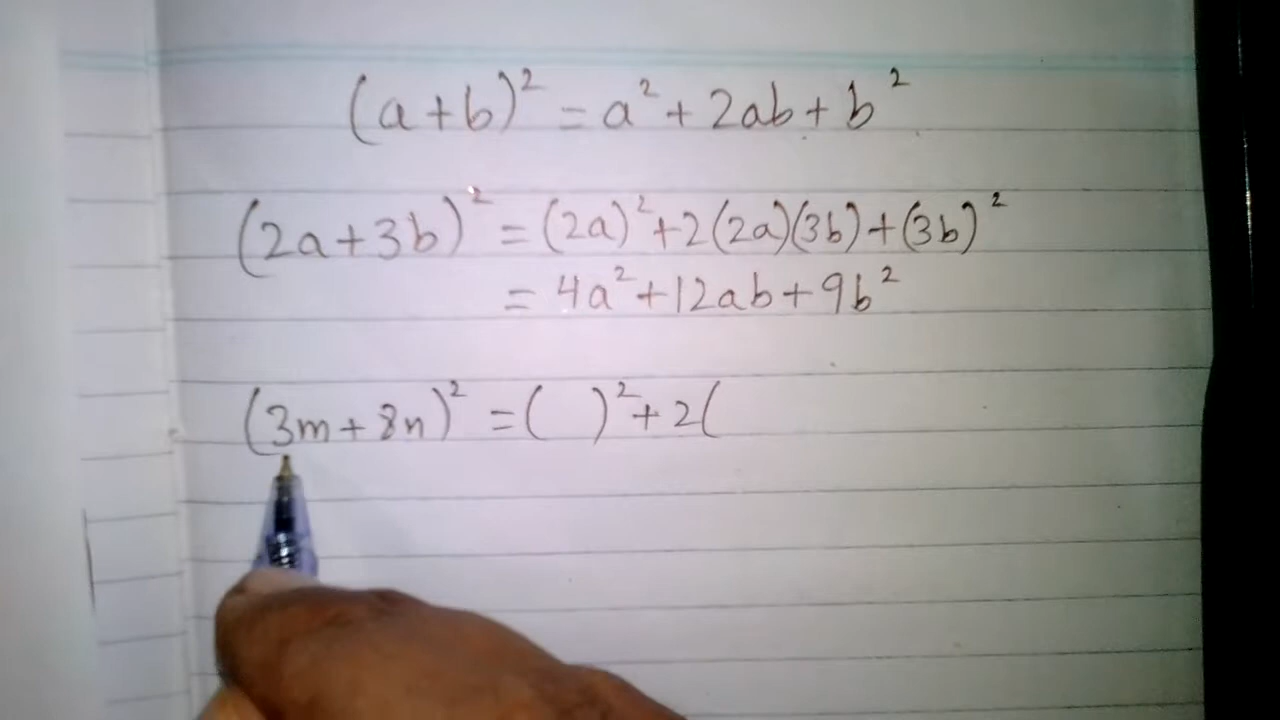 (a+b)² = a² + 2ab + b²
(2a+3b)² = (2a)² + 2(2a)(3b) + (3b)²
= 4a² + 12ab + 9b²
(3m + 8n)² = ( )² + 2(